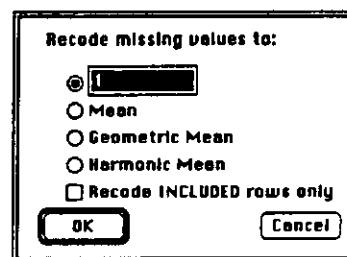 Recode missing values to:
1
Mean
Geometric Mean
Harmonic Mean
Recode INCLUDED rows only
OK Cancel